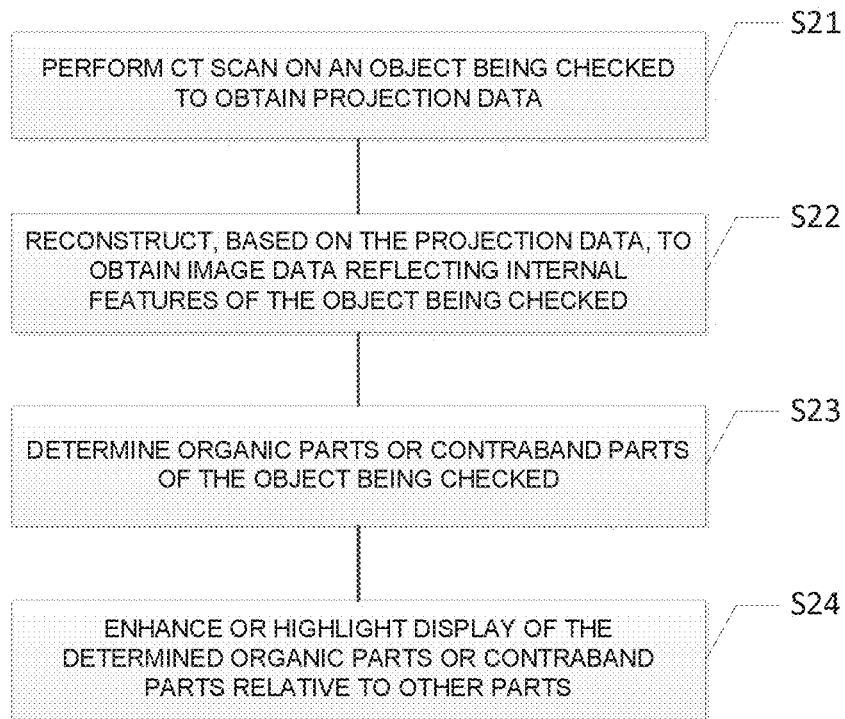 S21
PERFORM CT SCAN ON AN OBJECT BEING CHECKED
TO OBTAIN PROJECTION DATA
S22
RECONSTRUCT, BASED ON THE PROJECTION DATA, TO
OBTAIN IMAGE DATA REFLECTING INTERNAL
FEATURES OF THE OBJECT BEING CHECKED
S23
DETERMINE ORGANIC PARTS OR CONTRABAND PARTS
OF THE OBJECT BEING CHECKED
S24
ENHANCE OR HIGHLIGHT DISPLAY OF THE
DETERMINED ORGANIC PARTS OR CONTRABAND
PARTS RELATIVE TO OTHER PARTS